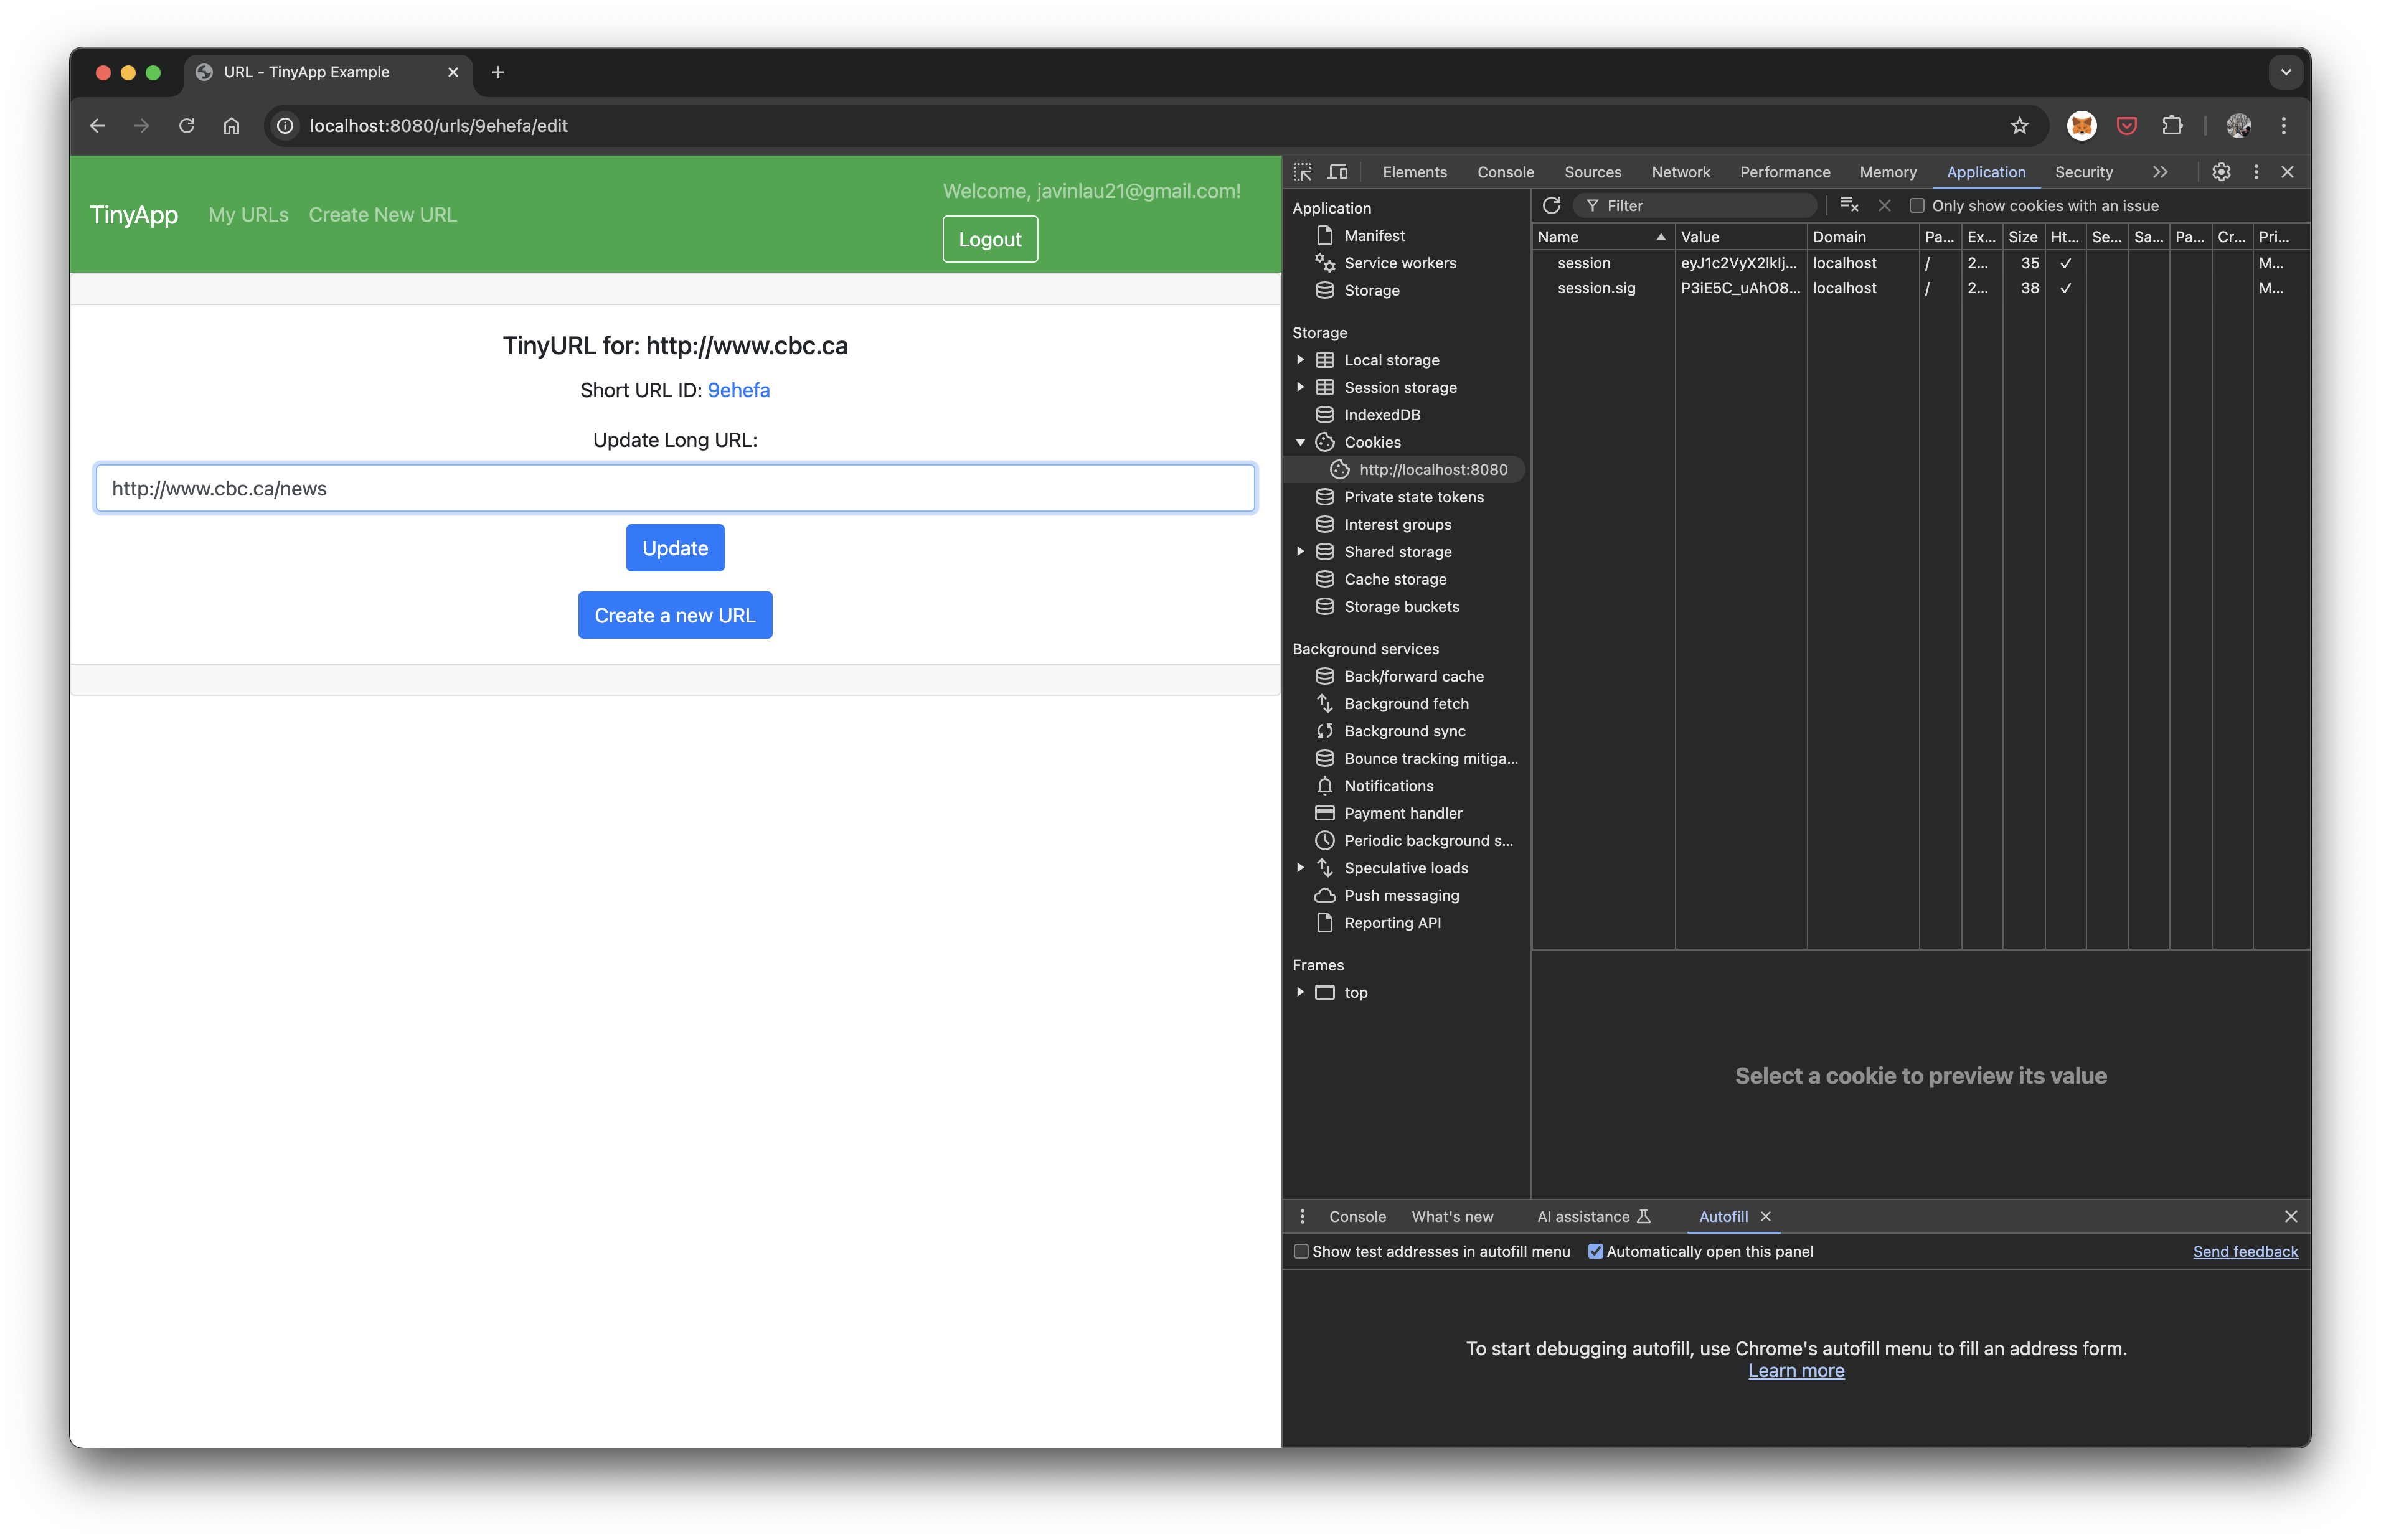 URL - TinyApp Example
localhost:8080/urls/9ehefa/edit
TinyApp My URLs Create New URL
Welcome, javinlau21@gmail.com!
Logout
TinyURL for: http://www.cbc.ca
Short URL ID: 9ehefa
Update Long URL:
http://www.cbc.ca/news
Update
Create a new URL
Elements Console Sources Network Performance Memory Application Security
Application
Manifest
Service workers
Storage
Storage
Local storage
Session storage
IndexedDB
Cookies
http://localhost:8080
Private state tokens
Interest groups
Shared storage
Cache storage
Storage buckets
Background services
Back/forward cache
Background fetch
Background sync
Bounce tracking mitiga...
Notifications
Payment handler
Periodic background s...
Speculative loads
Push messaging
Reporting API
Frames
top
Filter Only show cookies with an issue
Name Value Domain Pa... Ex... Size Ht... Se... Sa... Pa... Cr... Pri...
session eyJ1c2VyX2lkIj... localhost / 2... 35 ✓ M...
session.sig P3iE5C_uAhO8... localhost / 2... 38 ✓ M...
Select a cookie to preview its value
Console What's new AI assistance Autofill
Show test addresses in autofill menu Automatically open this panel Send feedback
To start debugging autofill, use Chrome's autofill menu to fill an address form.
Learn more